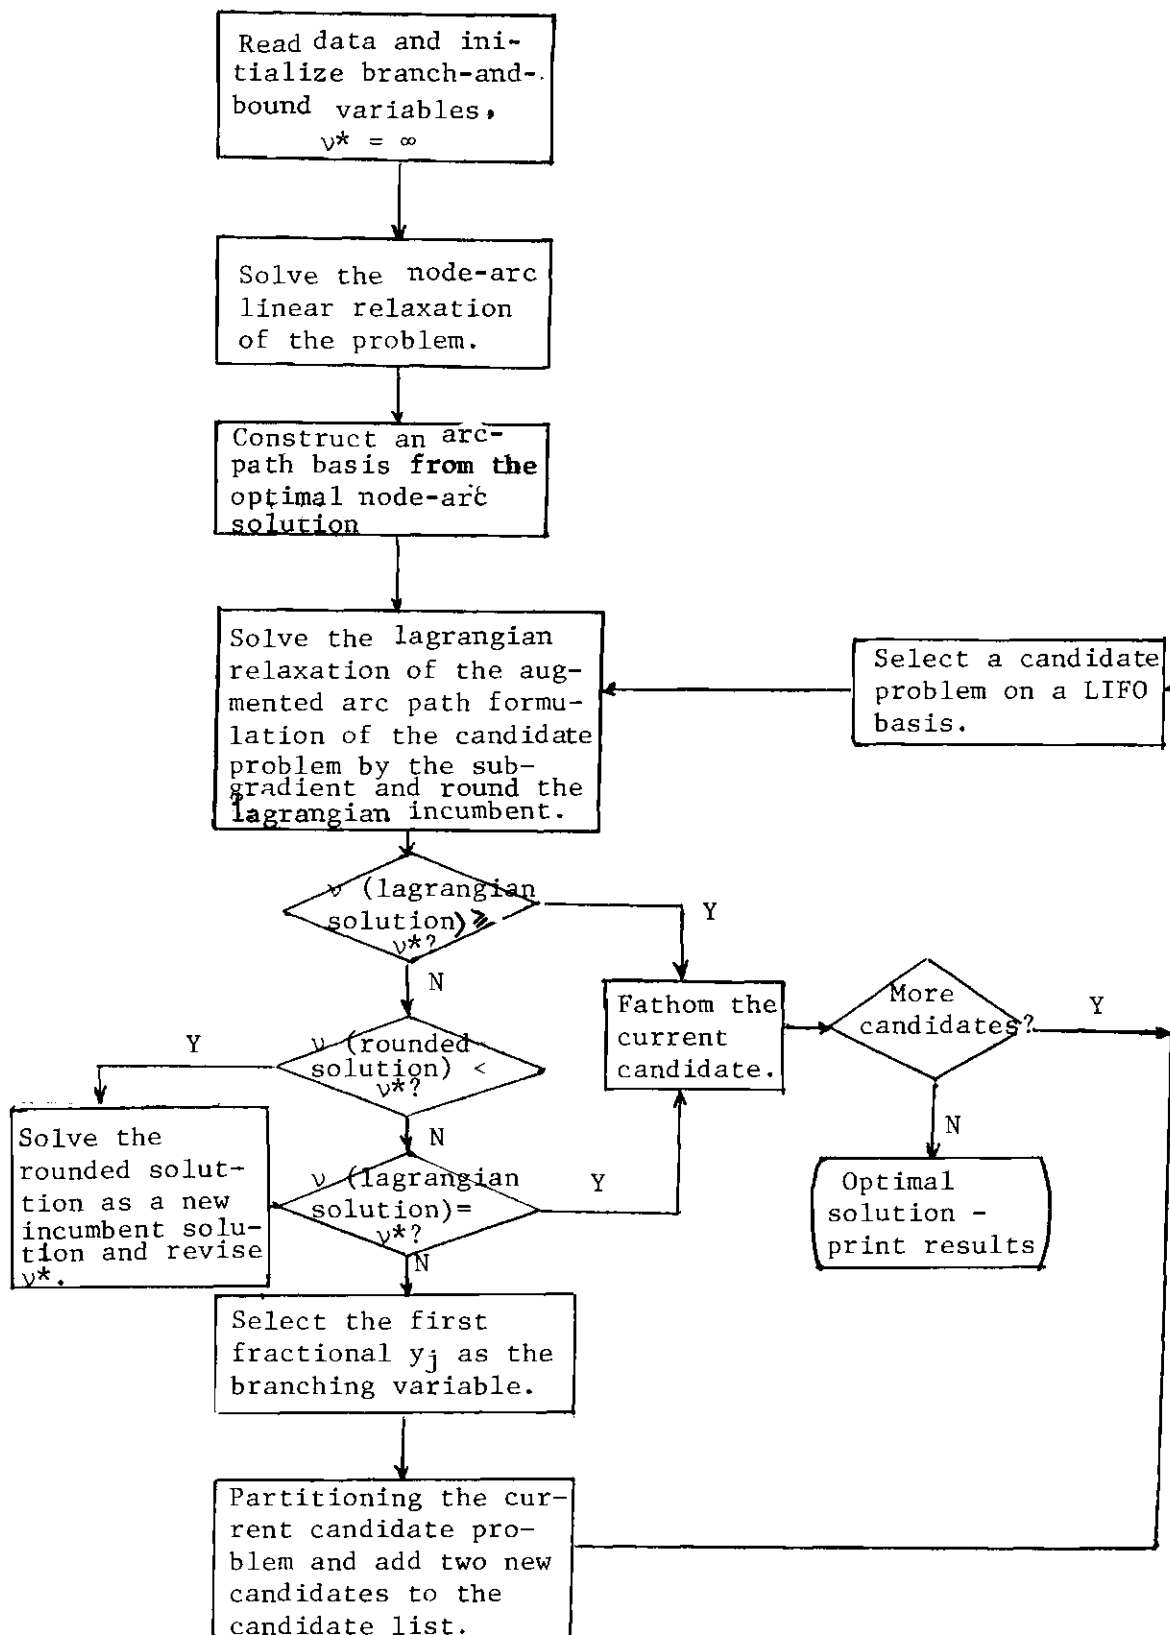 Read data and ini-
tialize branch-and-
bound variables,
ν* = ∞
Solve the node-arc
linear relaxation
of the problem.
Construct an arc-
path basis from the
optimal node-arc
solution
Solve the lagrangian
relaxation of the aug-
mented arc path formu-
lation of the candidate
problem by the sub-
gradient and round the
lagrangian incumbent.
Select a candidate
problem on a LIFO
basis.
ν (lagrangian
solution) ≥
ν*?
Y
N
Fathom the
current
candidate.
More
candidates?
Y
N
Optimal
solution -
print results
ν (rounded
solution) <
ν*?
Y
N
Solve the
rounded solut-
tion as a new
incumbent solu-
tion and revise
ν*.
ν (lagrangian
solution)=
ν*?
Y
N
Select the first
fractional yj as the
branching variable.
Partitioning the cur-
rent candidate pro-
blem and add two new
candidates to the
candidate list.